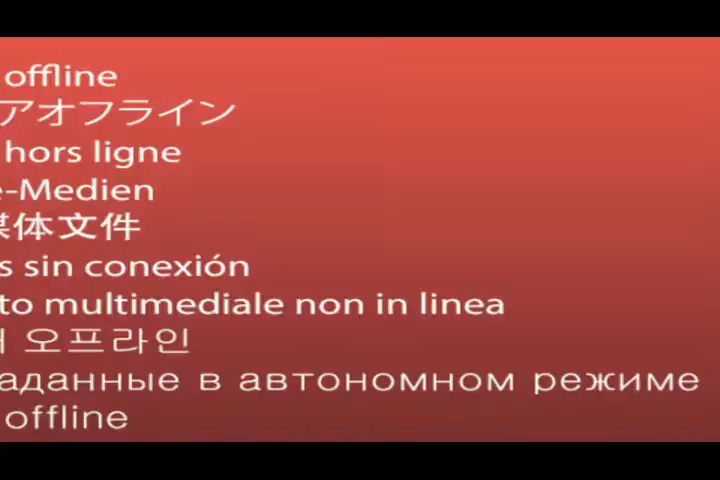 offline
アオフライン
hors ligne
-Medien
媒体文件
s sin conexión
to multimediale non in linea
오프라인
аданные в автономном режиме
offline